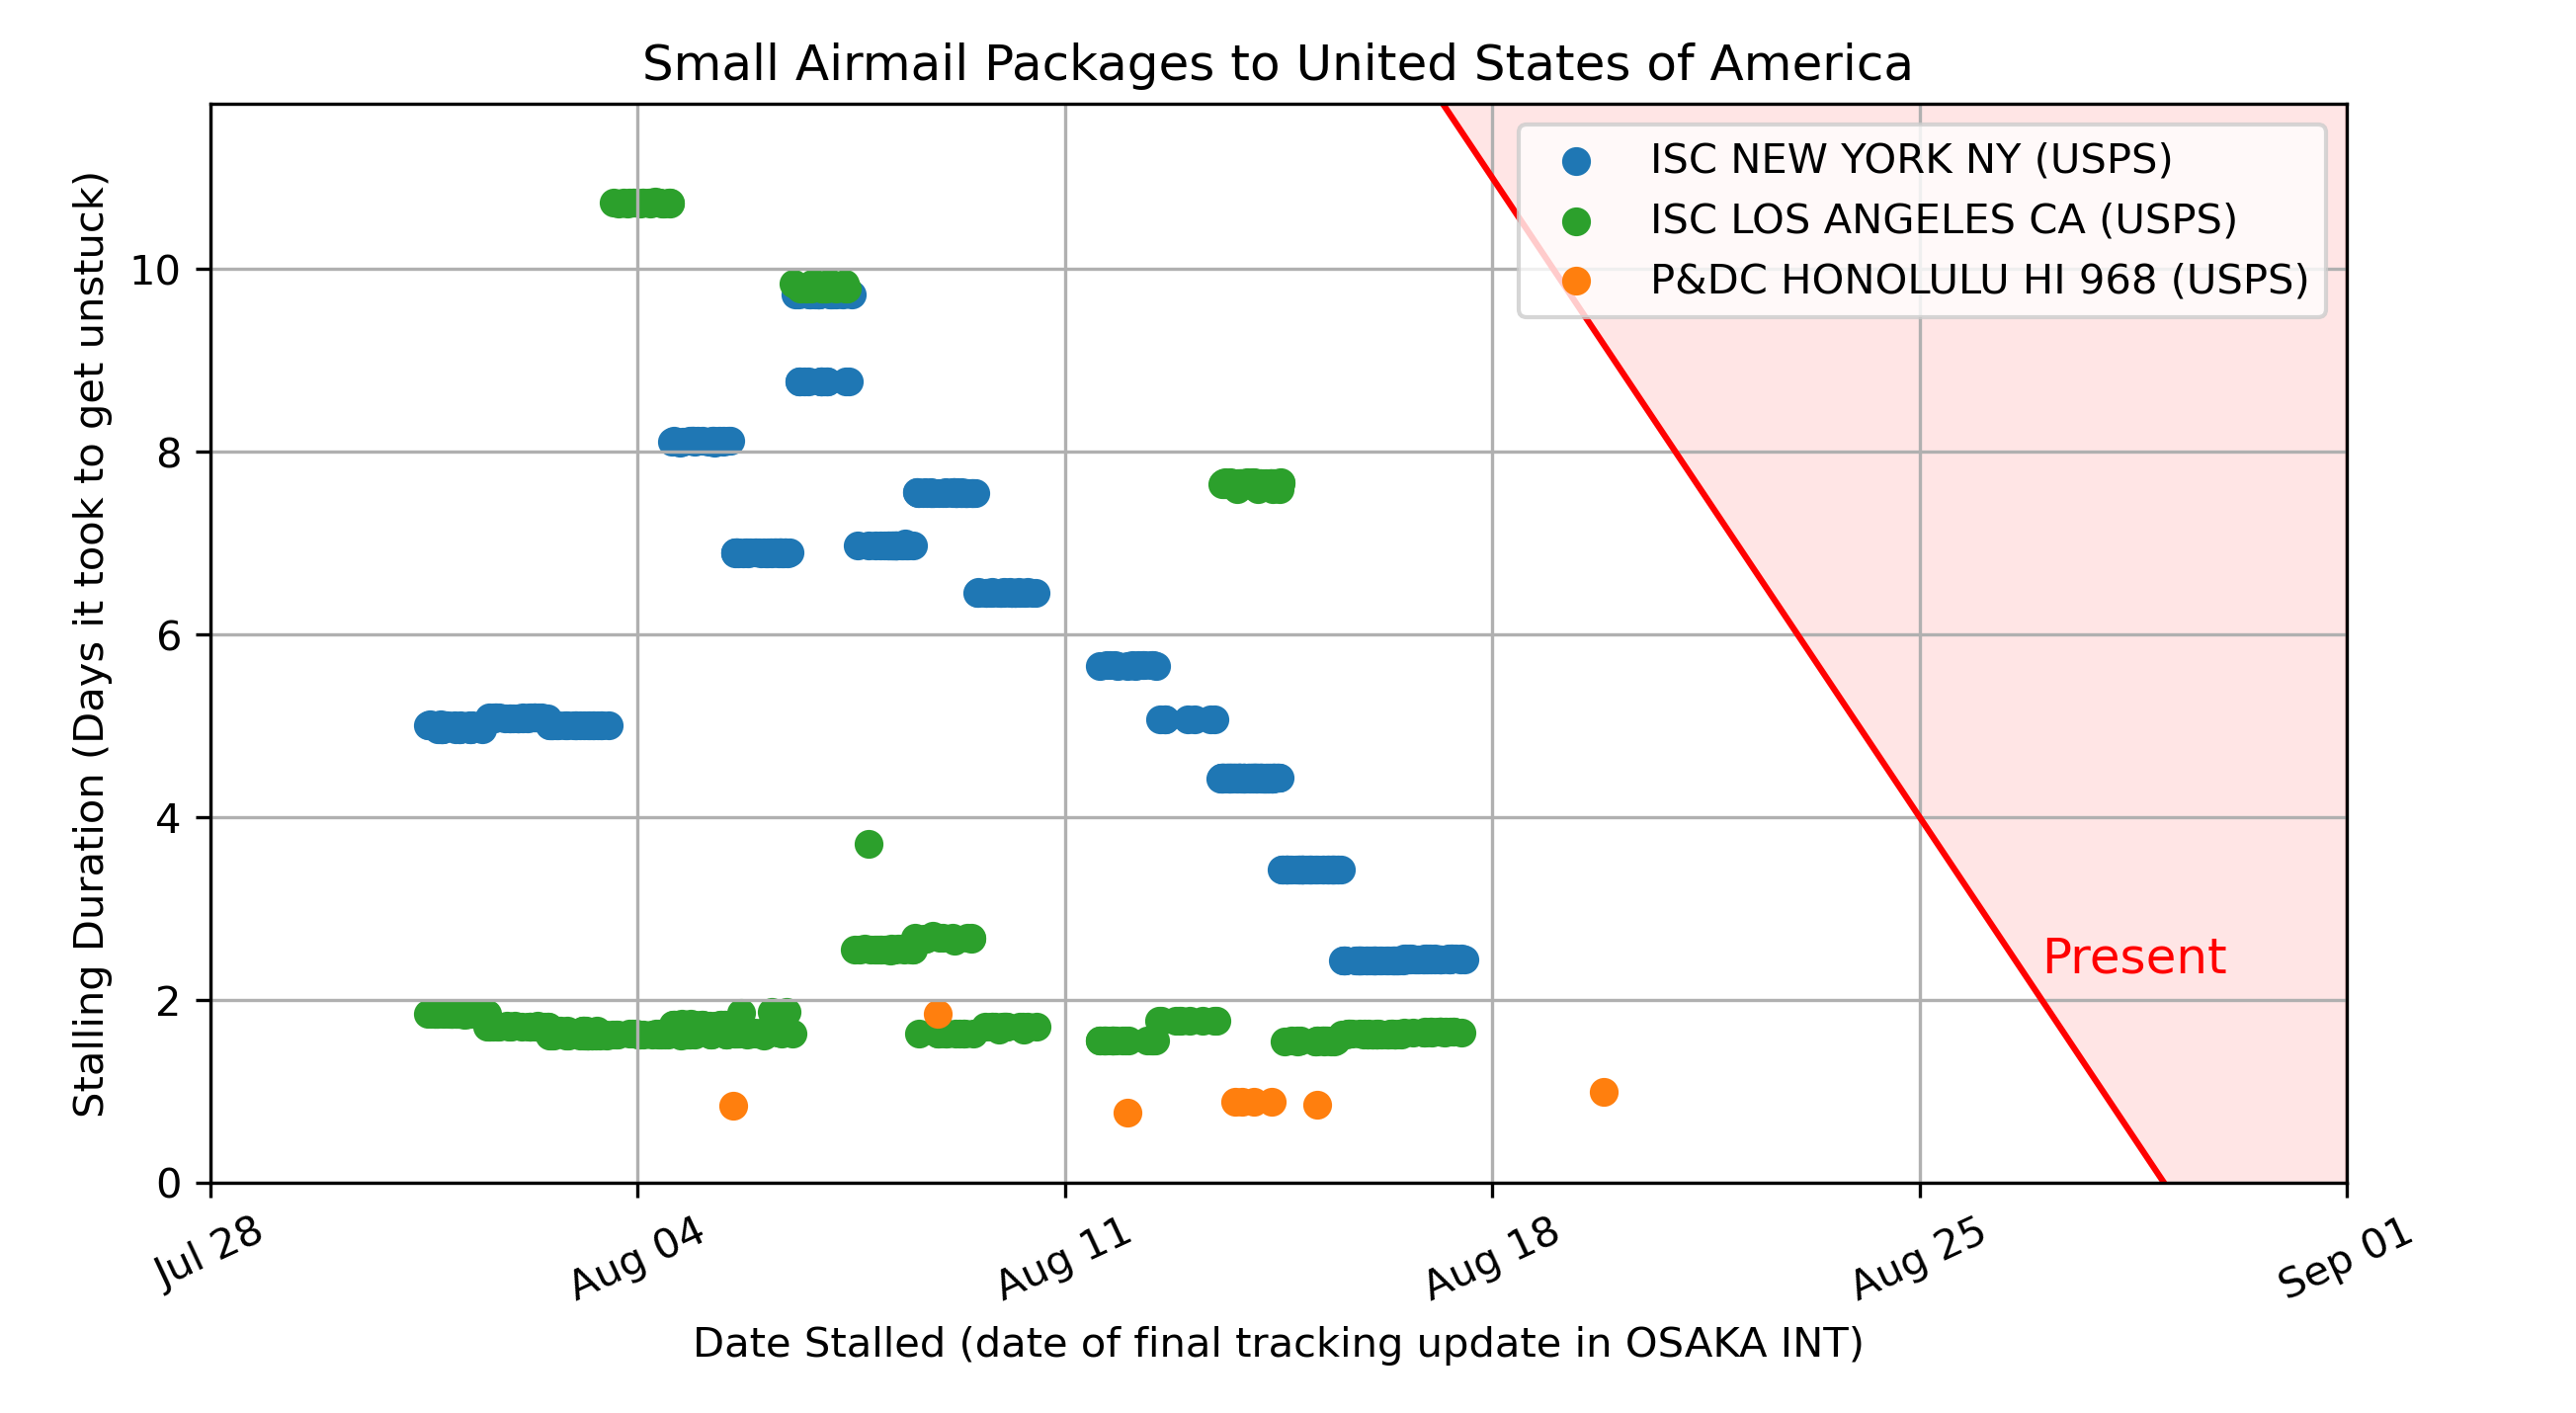 Small Airmail Packages to United States of America
ISC NEW YORK NY (USPS)
ISC LOS ANGELES CA (USPS)
P&DC HONOLULU HI 968 (USPS)
Stalling Duration (Days it took to get unstuck)
10
8
6
4
2
0
Present
Jul 28
Aug 04
Aug 11
Aug 18
Aug 25
Sep 01
Date Stalled (date of final tracking update in OSAKA INT)